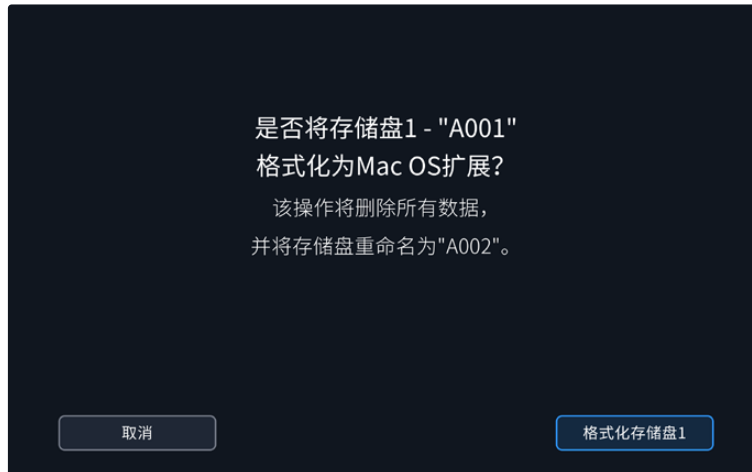 是否将存储盘1 - "A001"
格式化为Mac OS扩展？
该操作将删除所有数据，
并将存储盘重命名为"A002"。
取消
格式化存储盘1